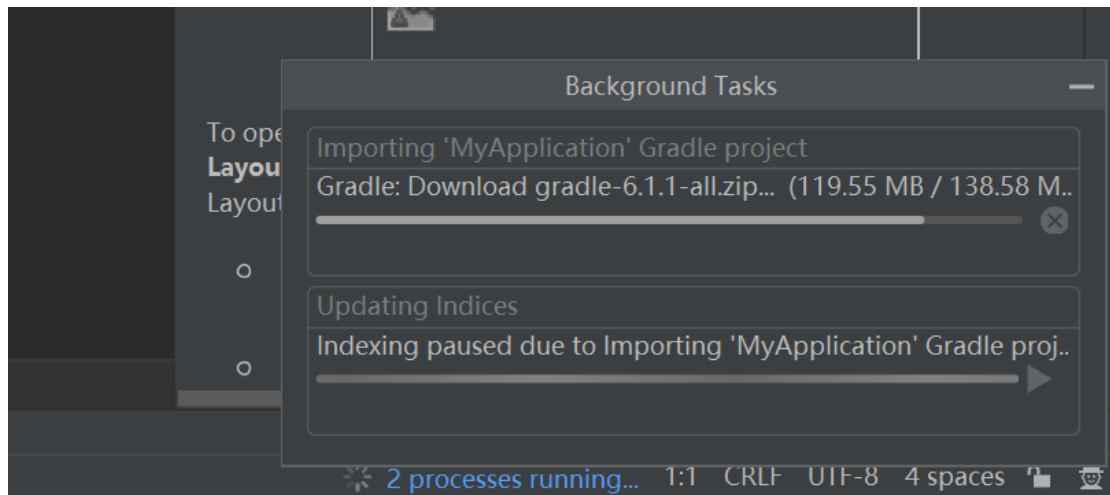 Background Tasks
To ope
Layou
Layout
Importing 'MyApplication' Gradle project
Gradle: Download gradle-6.1.1-all.zip... (119.55 MB / 138.58 M..
Updating Indices
Indexing paused due to Importing 'MyApplication' Gradle proj..
2 processes running... 1:1 CRLF UTF-8 4 spaces